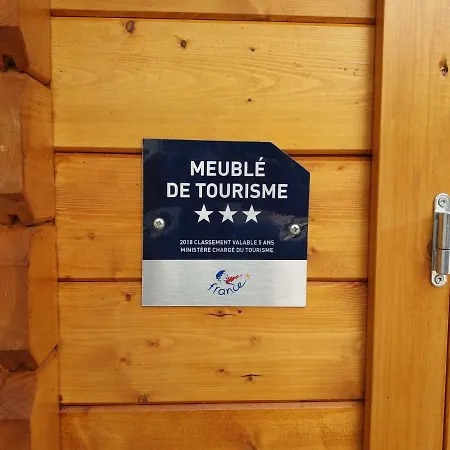 MEUBLÉ
DE TOURISME
2018 CLASSEMENT VALABLE 5 ANS
MINISTÈRE CHARGÉ DU TOURISME
france